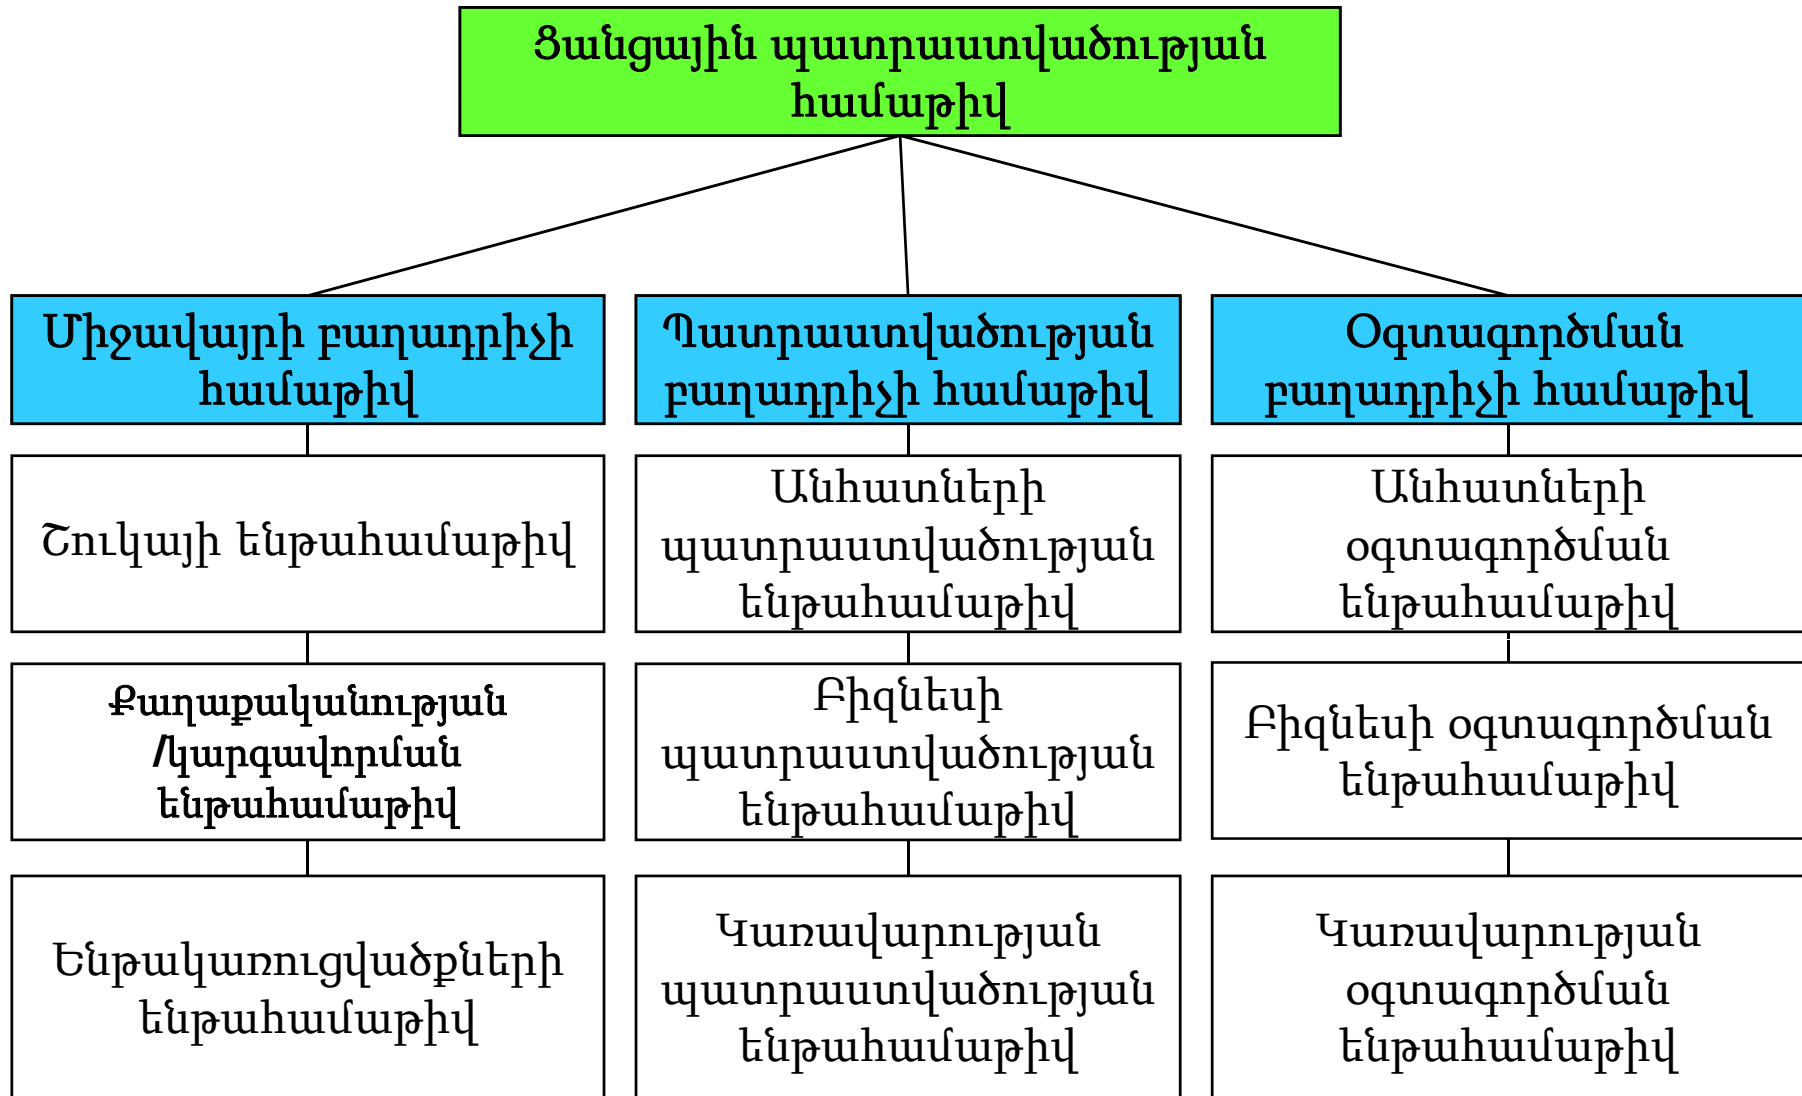 Ցանցային պատրաստվածության
համաթիվ
Միջավայրի բաղադրիչի
համաթիվ
Պատրաստվածության
բաղադրիչի համաթիվ
Օգտագործման
բաղադրիչի համաթիվ
Շուկայի ենթահամաթիվ
Անհատների
պատրաստվածության
ենթահամաթիվ
Անհատների
օգտագործման
ենթահամաթիվ
Քաղաքականության
/կարգավորման
ենթահամաթիվ
Բիզնեսի
պատրաստվածության
ենթահամաթիվ
Բիզնեսի օգտագործման
ենթահամաթիվ
Ենթակառուցվածքների
ենթահամաթիվ
Կառավարության
պատրաստվածության
ենթահամաթիվ
Կառավարության
օգտագործման
ենթահամաթիվ